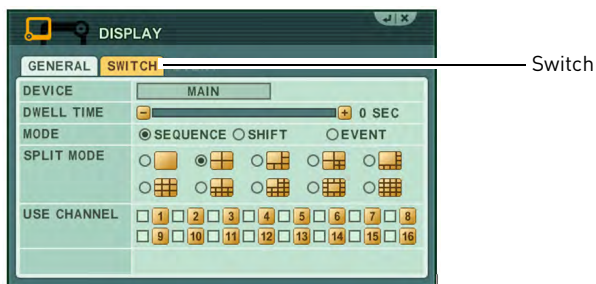 DISPLAY
GENERAL SWITCH
Switch
DEVICE MAIN
DWELL TIME - + 0 SEC
MODE SEQUENCE SHIFT EVENT
SPLIT MODE
USE CHANNEL 1 2 3 4 5 6 7 8
9 10 11 12 13 14 15 16